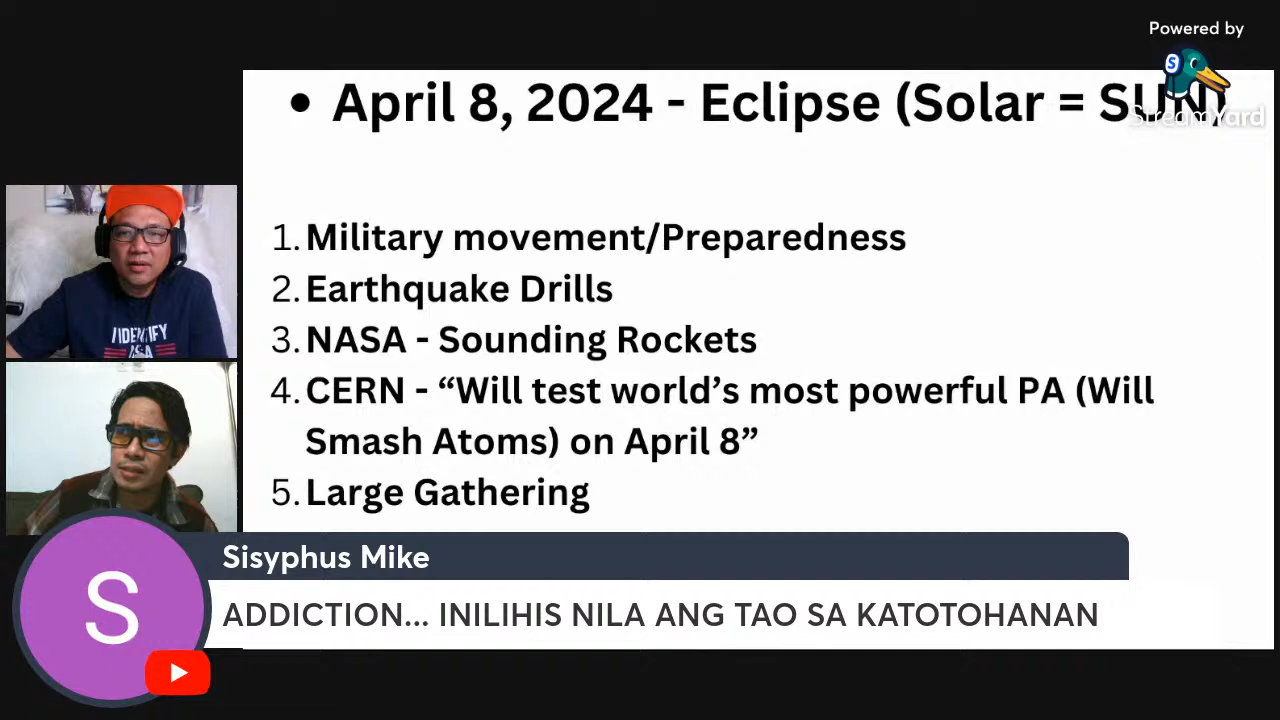 Powered by
StreamYard
• April 8, 2024 - Eclipse (Solar = SUN)
1. Military movement/Preparedness
2. Earthquake Drills
3. NASA - Sounding Rockets
4. CERN - “Will test world’s most powerful PA (Will
Smash Atoms) on April 8”
5. Large Gathering
I IDENTIFY
S
Sisyphus Mike
ADDICTION... INILIHIS NILA ANG TAO SA KATOTOHANAN